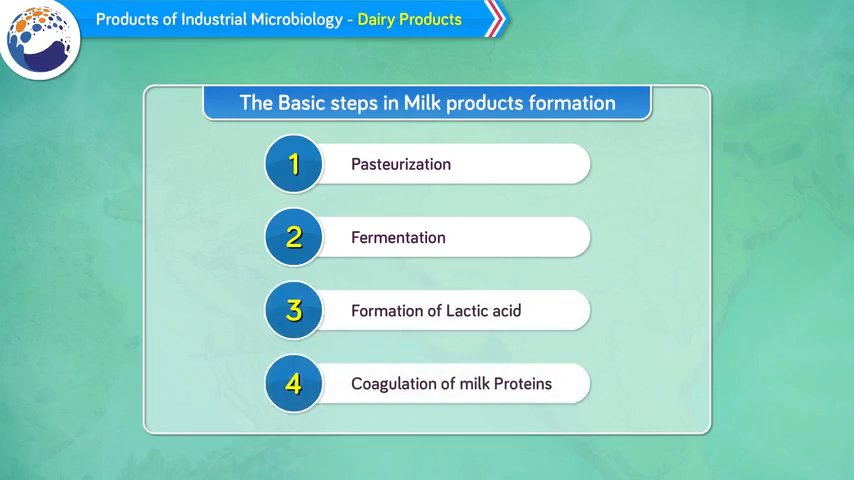 Products of Industrial Microbiology - Dairy Products
The Basic steps in Milk products formation
1 Pasteurization
2 Fermentation
3 Formation of Lactic acid
4 Coagulation of milk Proteins